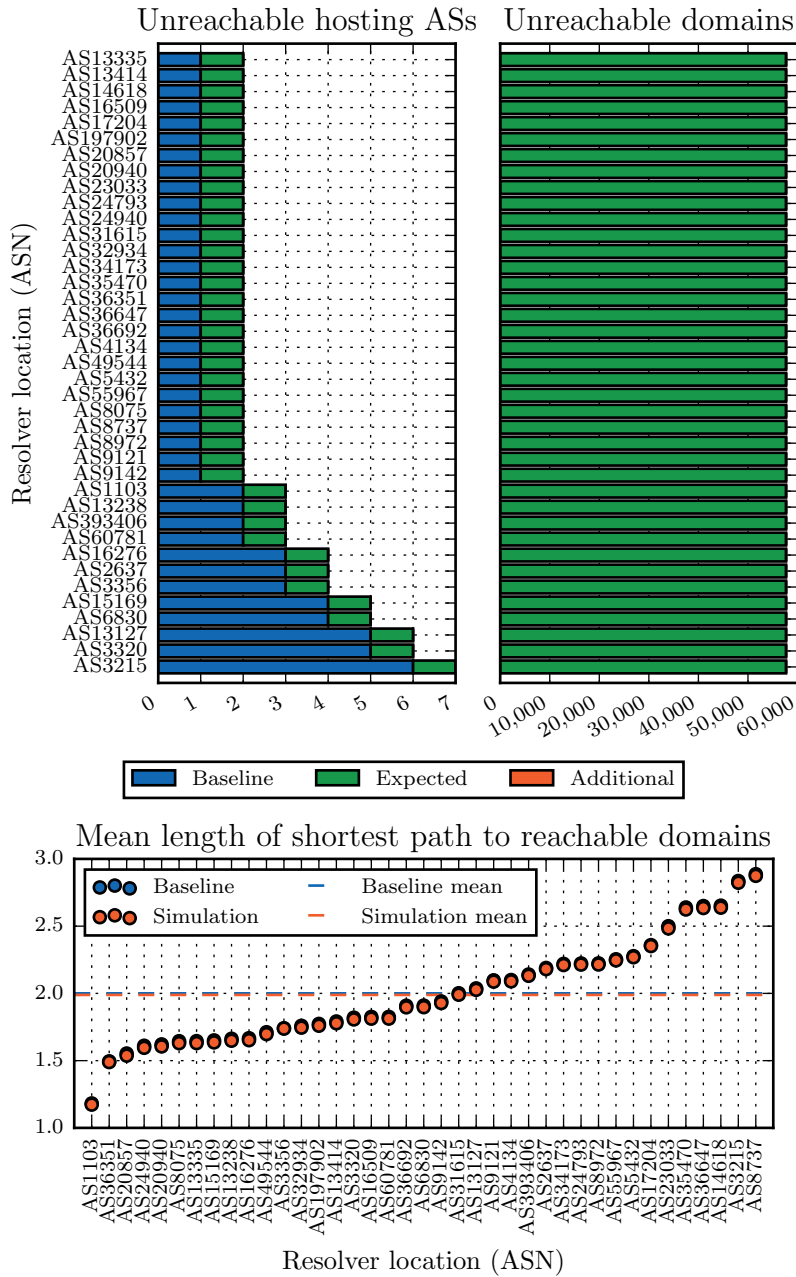 Unreachable hosting ASs
Unreachable domains
Resolver location (ASN)
AS13335
AS13414
AS14618
AS16509
AS17204
AS197902
AS20857
AS20940
AS23033
AS24793
AS24940
AS31615
AS32934
AS34173
AS35470
AS36351
AS36647
AS36692
AS4134
AS49544
AS5432
AS55967
AS8075
AS8737
AS8972
AS9121
AS9142
AS1103
AS13238
AS393406
AS60781
AS16276
AS2637
AS3356
AS15169
AS6830
AS13127
AS3320
AS3215
0 1 2 3 4 5 6 7
0 10,000 20,000 30,000 40,000 50,000 60,000
Baseline Expected Additional
Mean length of shortest path to reachable domains
3.0
2.5
2.0
1.5
1.0
Baseline Baseline mean
Simulation Simulation mean
AS1103
AS36351
AS20857
AS24940
AS20940
AS8075
AS13335
AS15169
AS13238
AS16276
AS49544
AS3356
AS32934
AS197902
AS13414
AS3320
AS16509
AS60781
AS36692
AS6830
AS9142
AS31615
AS13127
AS9121
AS4134
AS393406
AS2637
AS34173
AS24793
AS8972
AS55967
AS5432
AS17204
AS23033
AS35470
AS36647
AS14618
AS3215
AS8737
Resolver location (ASN)